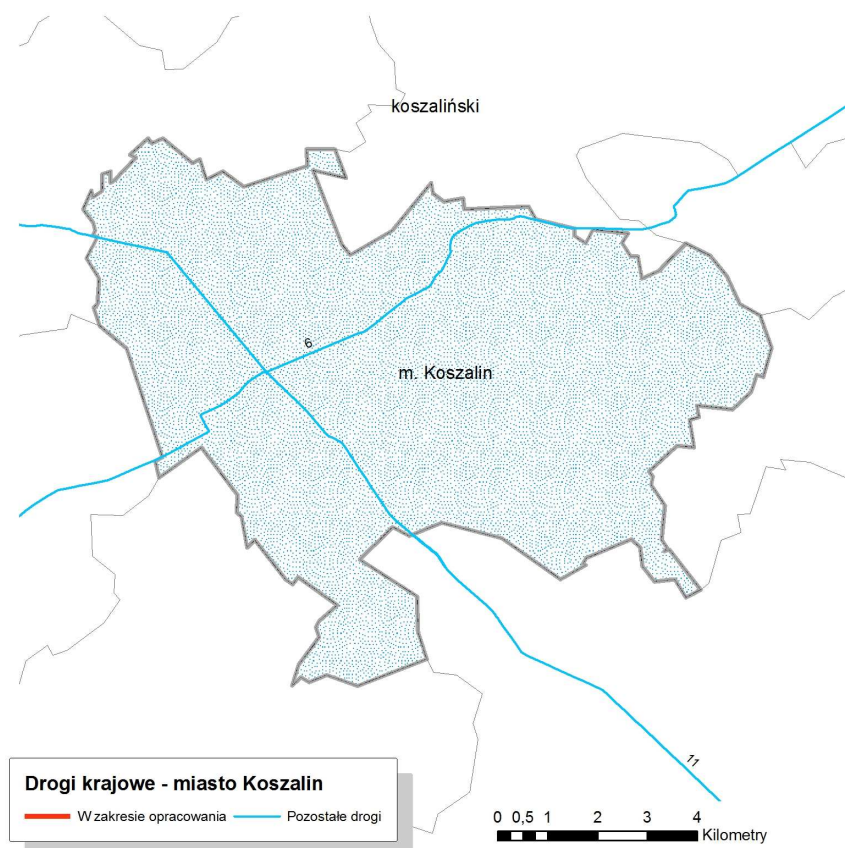 koszaliński
6
m. Koszalin
11
Drogi krajowe - miasto Koszalin
W zakresie opracowania
Pozostałe drogi
0 0,5 1 2 3 4
Kilometry